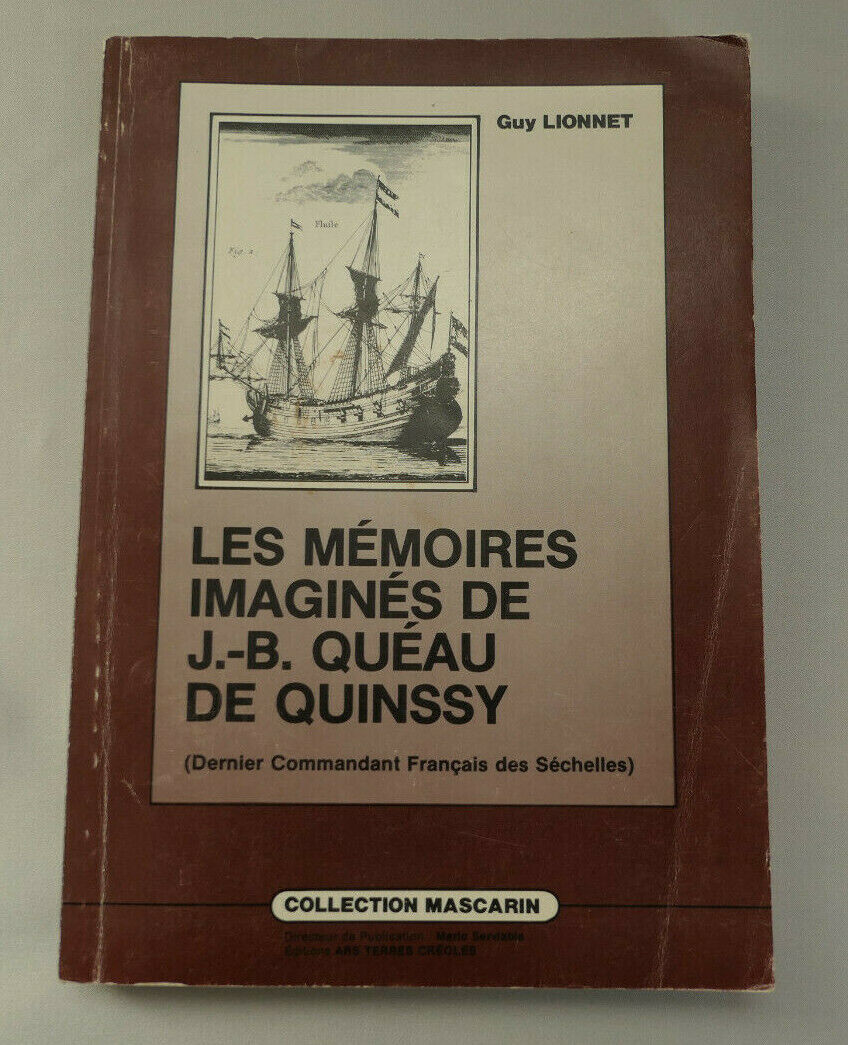 Guy LIONNET
Fluite
Fig. 2
LES MÉMOIRES
IMAGINÉS DE
J.-B. QUÉAU
DE QUINSSY
(Dernier Commandant Français des Séchelles)
COLLECTION MASCARIN
Directeur de Publication : Mario Serviable
Éditions ARS TERRES CRÉOLES